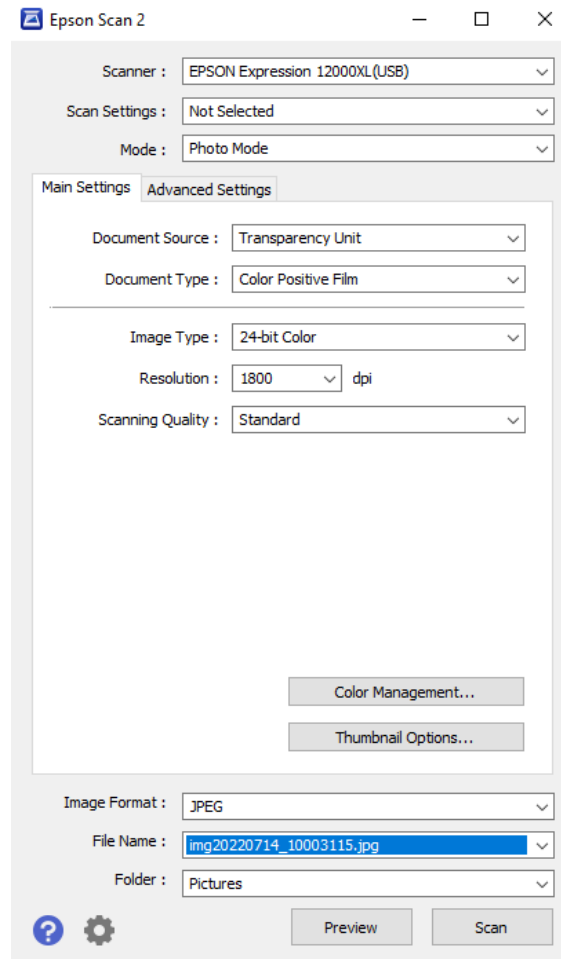 Epson Scan 2
Scanner : EPSON Expression 12000XL(USB)
Scan Settings : Not Selected
Mode : Photo Mode
Main Settings Advanced Settings
Document Source : Transparency Unit
Document Type : Color Positive Film
Image Type : 24-bit Color
Resolution : 1800 dpi
Scanning Quality : Standard
Color Management...
Thumbnail Options...
Image Format : JPEG
File Name : img20220714_10003115.jpg
Folder : Pictures
? Preview Scan